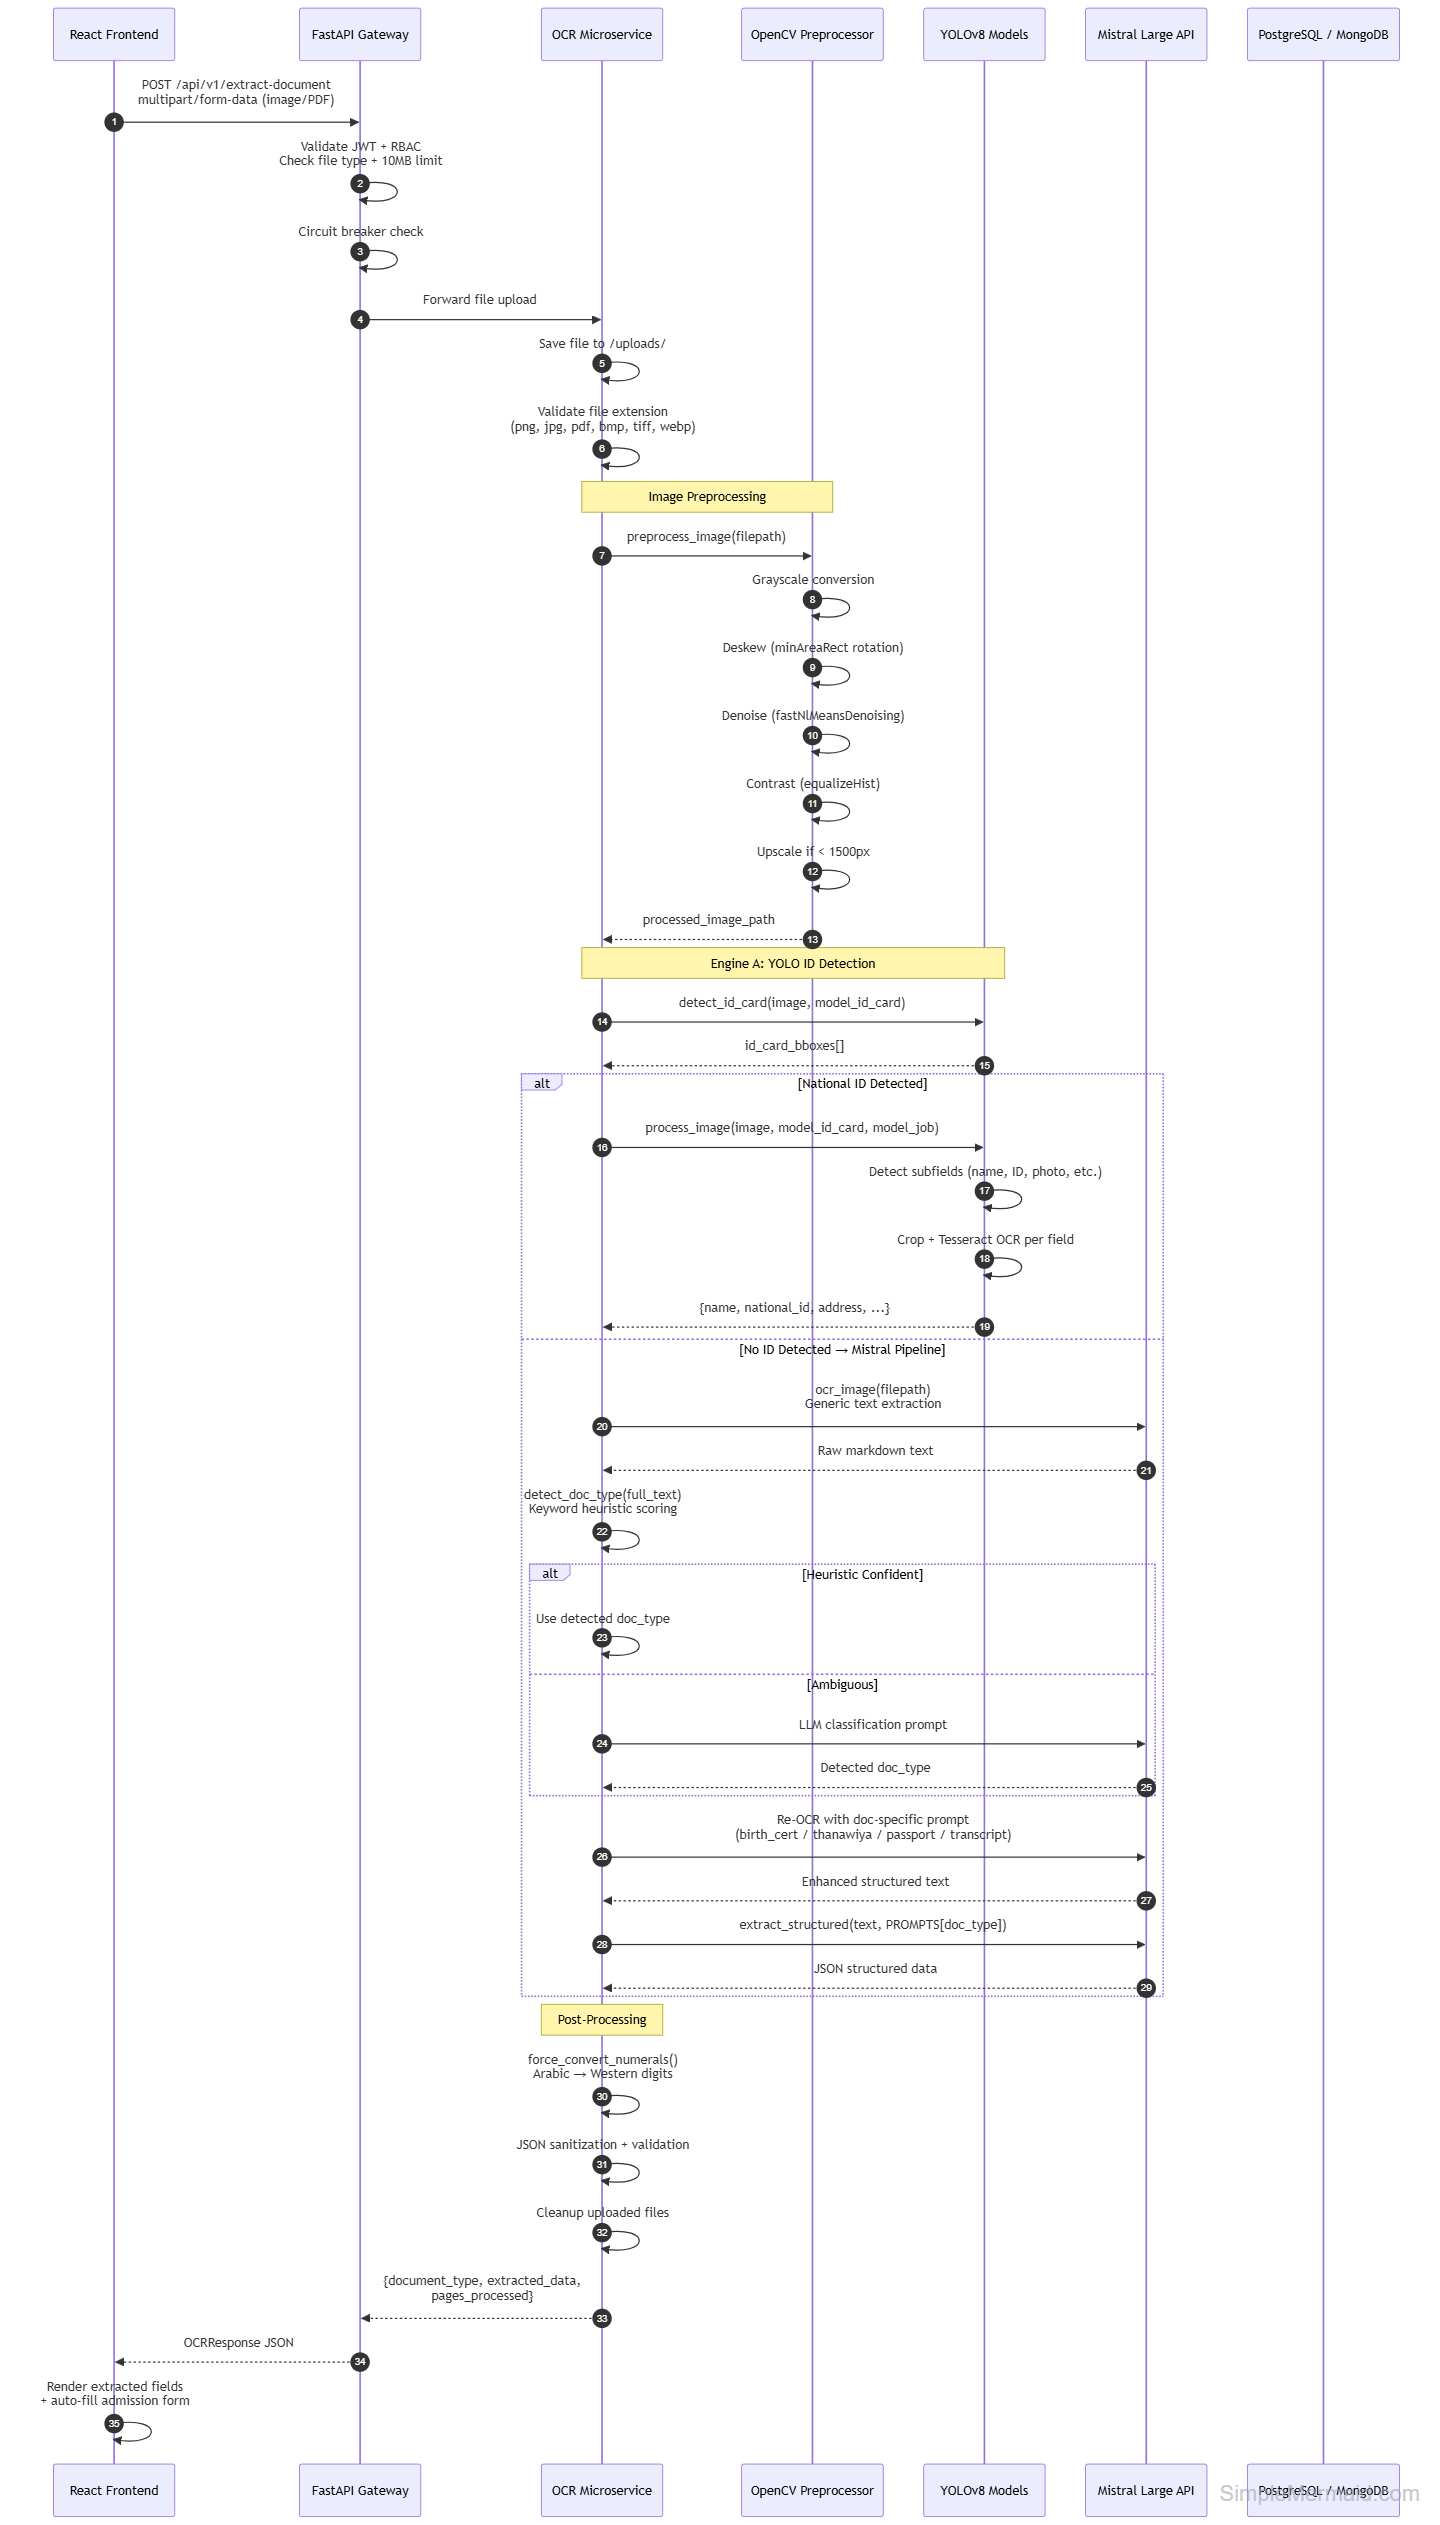 React Frontend
FastAPI Gateway
OCR Microservice
OpenCV Preprocessor
YOLOv8 Models
Mistral Large API
PostgreSQL / MongoDB
POST /api/v1/extract-document
multipart/form-data (image/PDF)
1
Validate JWT + RBAC
Check file type + 10MB limit
2
Circuit breaker check
3
Forward file upload
4
Save file to /uploads/
5
Validate file extension
(png, jpg, pdf, bmp, tiff, webp)
6
Image Preprocessing
preprocess_image(filepath)
7
Grayscale conversion
8
Deskew (minAreaRect rotation)
9
Denoise (fastNlMeansDenoising)
10
Contrast (equalizeHist)
11
Upscale if < 1500px
12
processed_image_path
13
Engine A: YOLO ID Detection
detect_id_card(image, model_id_card)
14
id_card_bboxes[]
15
alt
[National ID Detected]
process_image(image, model_id_card, model_job)
16
Detect subfields (name, ID, photo, etc.)
17
Crop + Tesseract OCR per field
18
{name, national_id, address, ...}
19
[No ID Detected → Mistral Pipeline]
ocr_image(filepath)
Generic text extraction
20
Raw markdown text
21
detect_doc_type(full_text)
Keyword heuristic scoring
22
alt
[Heuristic Confident]
Use detected doc_type
23
[Ambiguous]
LLM classification prompt
24
Detected doc_type
25
Re-OCR with doc-specific prompt
(birth_cert / thanawiya / passport / transcript)
26
Enhanced structured text
27
extract_structured(text, PROMPTS[doc_type])
28
JSON structured data
29
Post-Processing
force_convert_numerals()
Arabic → Western digits
30
JSON sanitization + validation
31
Cleanup uploaded files
32
{document_type, extracted_data,
pages_processed}
33
OCRResponse JSON
34
Render extracted fields
+ auto-fill admission form
35
React Frontend
FastAPI Gateway
OCR Microservice
OpenCV Preprocessor
YOLOv8 Models
Mistral Large API
PostgreSQL / MongoDB
SimpleMermaid.com